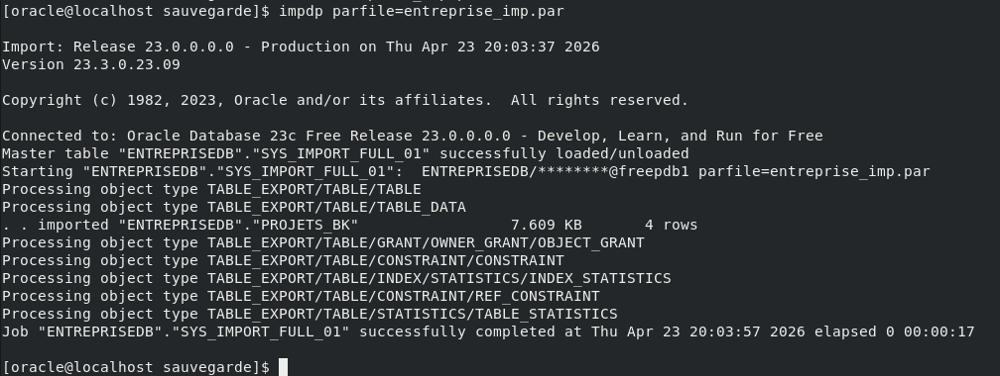 [oracle@localhost sauvegarde]$ impdp parfile=entreprise_imp.par
Import: Release 23.0.0.0.0 - Production on Thu Apr 23 20:03:37 2026
Version 23.3.0.23.09
Copyright (c) 1982, 2023, Oracle and/or its affiliates.  All rights reserved.
Connected to: Oracle Database 23c Free Release 23.0.0.0.0 - Develop, Learn, and Run for Free
Master table "ENTREPRISEDB"."SYS_IMPORT_FULL_01" successfully loaded/unloaded
Starting "ENTREPRISEDB"."SYS_IMPORT_FULL_01":  ENTREPRISEDB/********@freepdb1 parfile=entreprise_imp.par
Processing object type TABLE_EXPORT/TABLE/TABLE
Processing object type TABLE_EXPORT/TABLE/TABLE_DATA
. . imported "ENTREPRISEDB"."PROJETS_BK"                 7.609 KB       4 rows
Processing object type TABLE_EXPORT/TABLE/GRANT/OWNER_GRANT/OBJECT_GRANT
Processing object type TABLE_EXPORT/TABLE/CONSTRAINT/CONSTRAINT
Processing object type TABLE_EXPORT/TABLE/INDEX/STATISTICS/INDEX_STATISTICS
Processing object type TABLE_EXPORT/TABLE/CONSTRAINT/REF_CONSTRAINT
Processing object type TABLE_EXPORT/TABLE/STATISTICS/TABLE_STATISTICS
Job "ENTREPRISEDB"."SYS_IMPORT_FULL_01" successfully completed at Thu Apr 23 20:03:57 2026 elapsed 0 00:00:17
[oracle@localhost sauvegarde]$